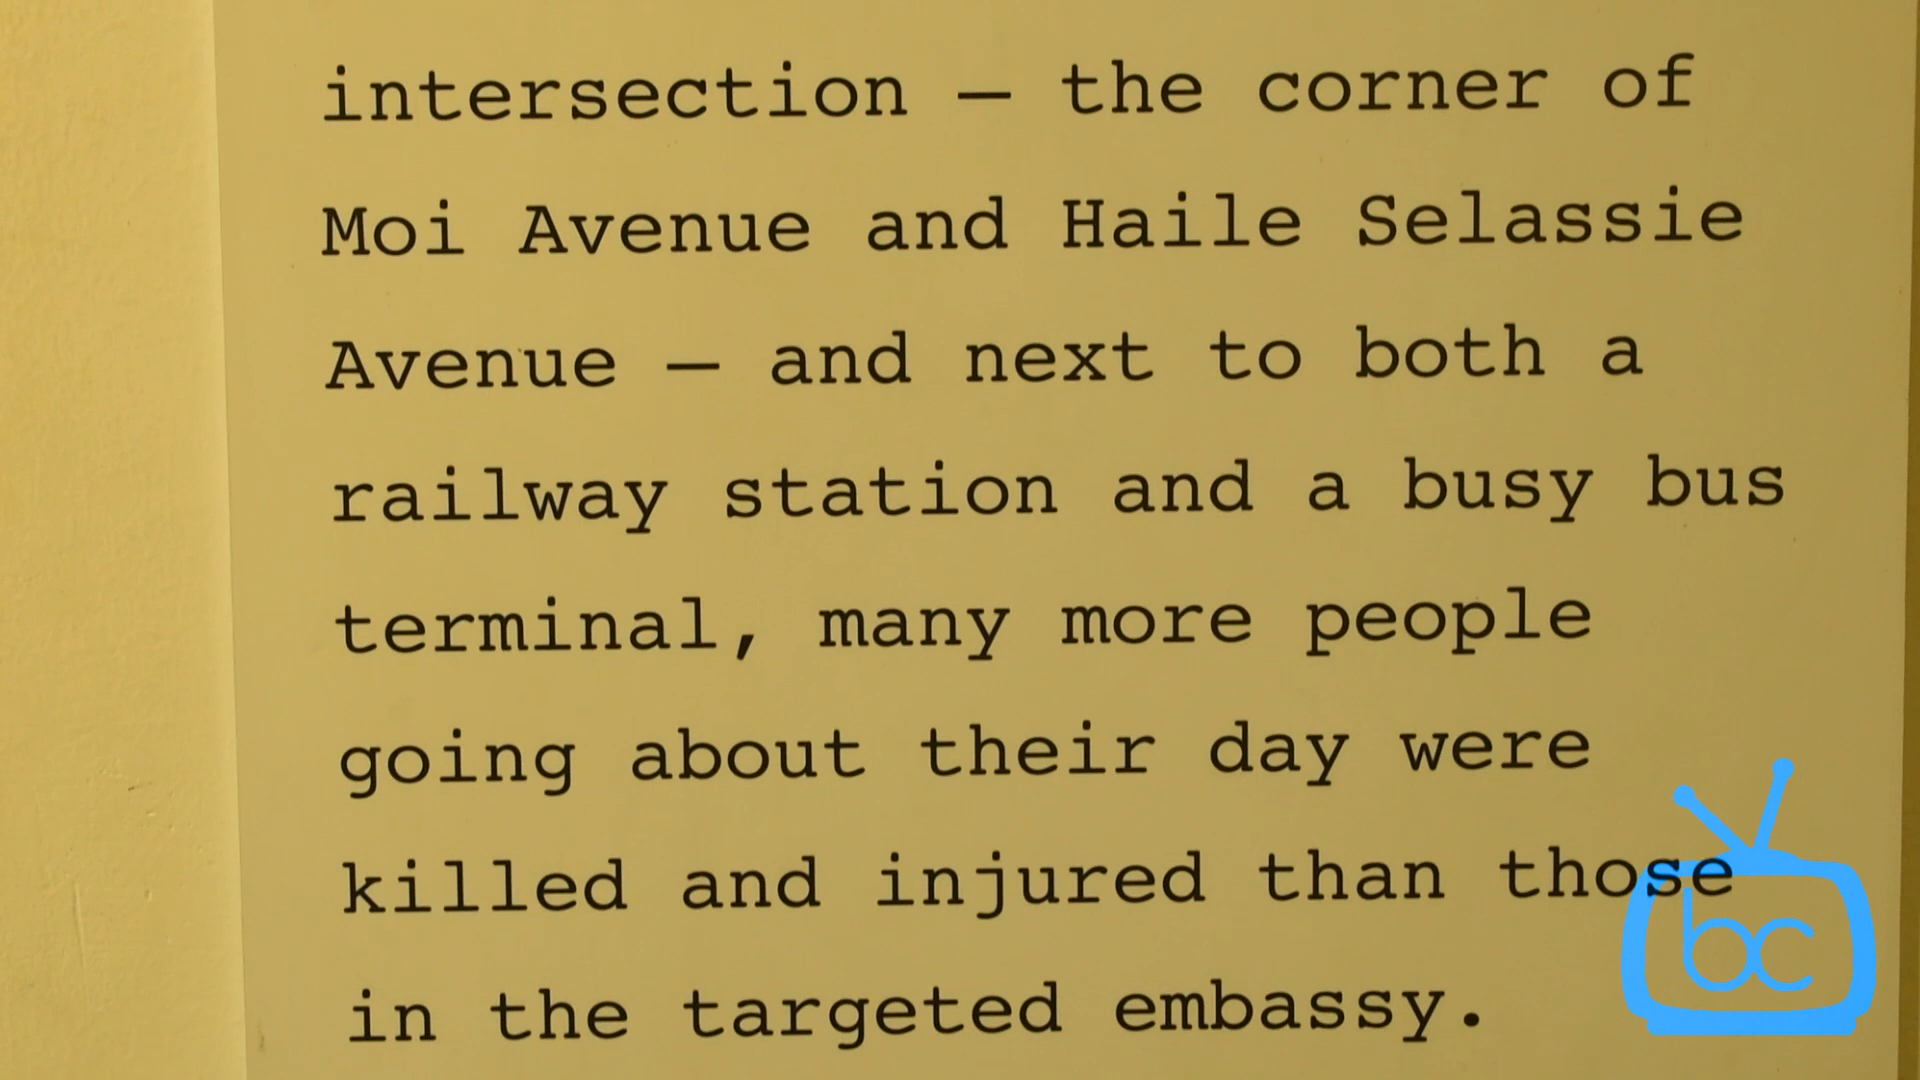 intersection – the corner of
Moi Avenue and Haile Selassie
Avenue – and next to both a
railway station and a busy bus
terminal, many more people
going about their day were
killed and injured than those
in the targeted embassy.
bc